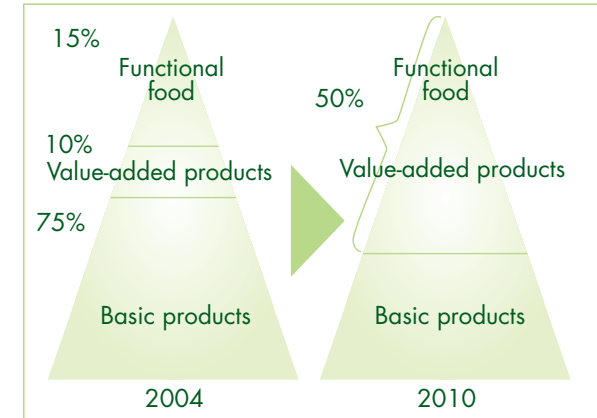 15%
Functional
food
10%
Value-added products
75%
Basic products
2004
50%
Functional
food
Value-added products
Basic products
2010